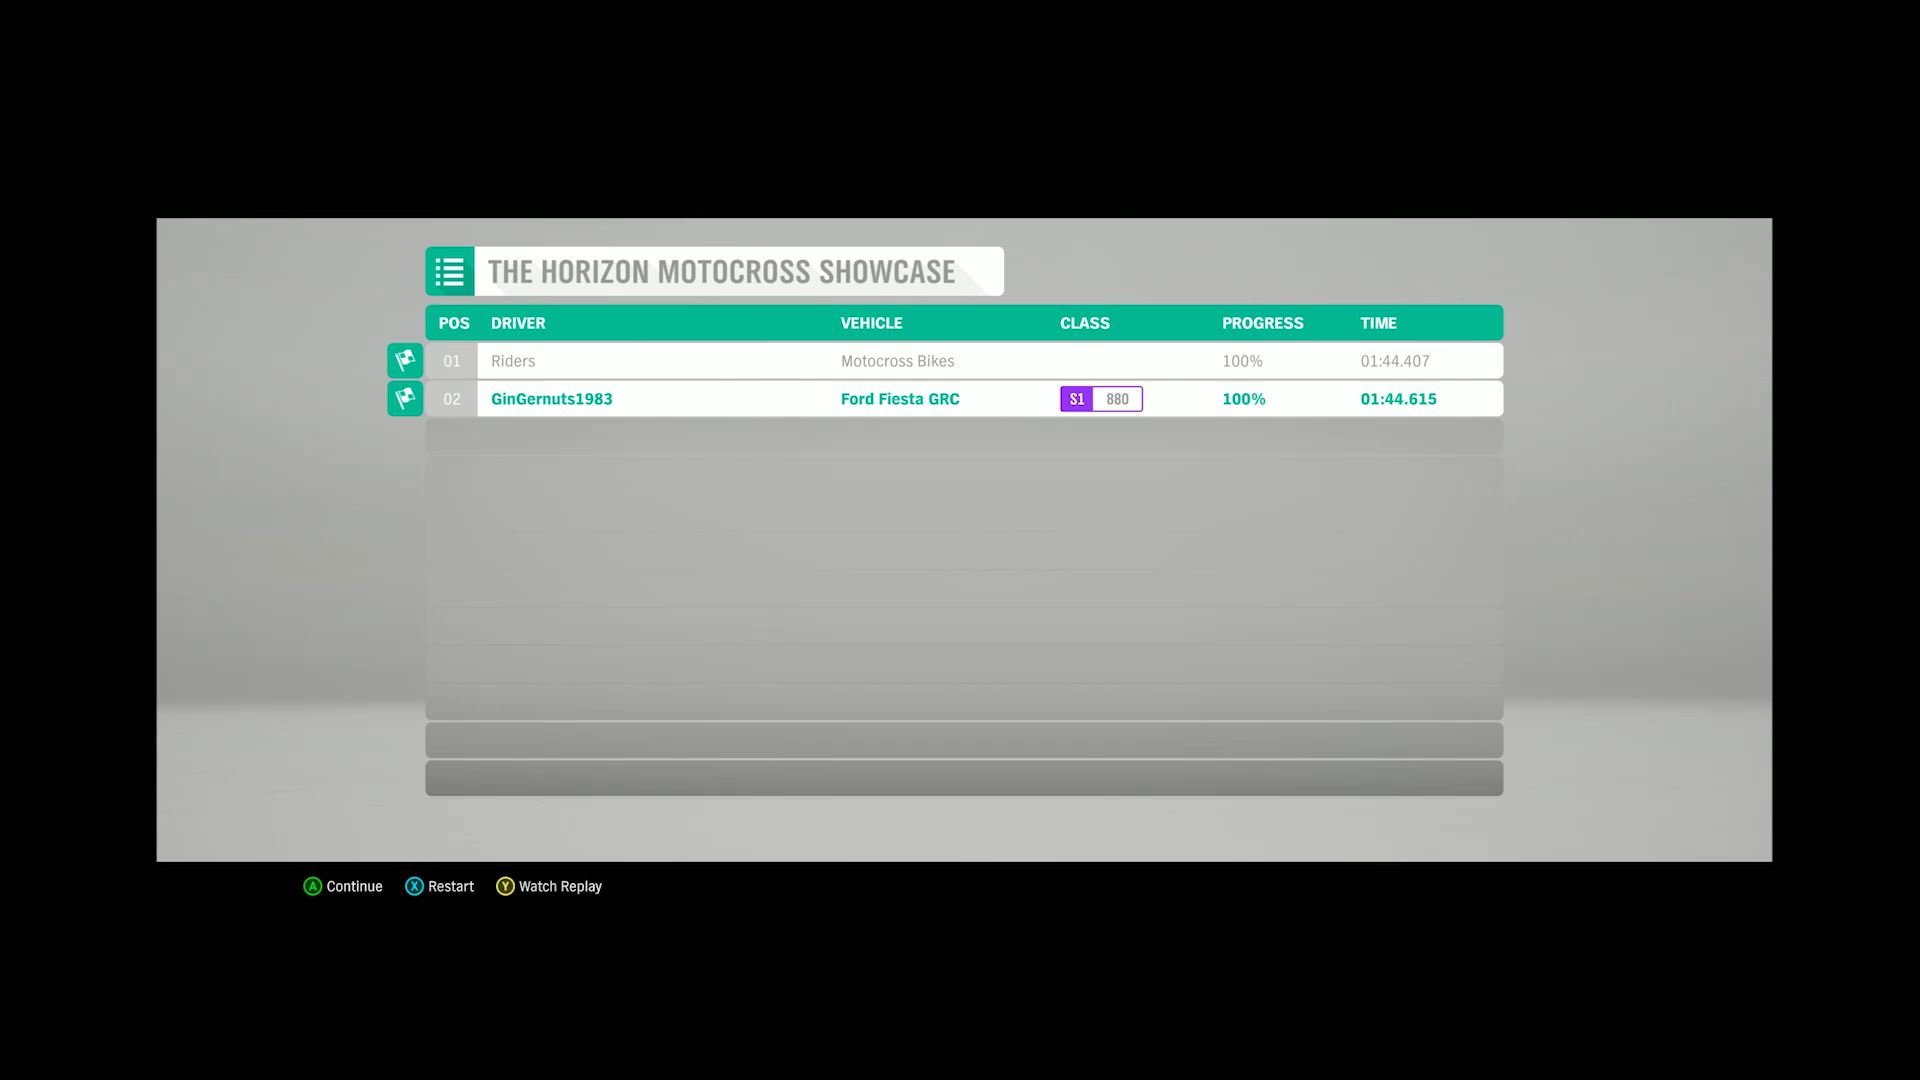 THE HORIZON MOTOCROSS SHOWCASE
POS DRIVER VEHICLE CLASS PROGRESS TIME
01 Riders Motocross Bikes 100% 01:44.407
02 GinGernuts1983 Ford Fiesta GRC S1 880 100% 01:44.615
A Continue X Restart Y Watch Replay